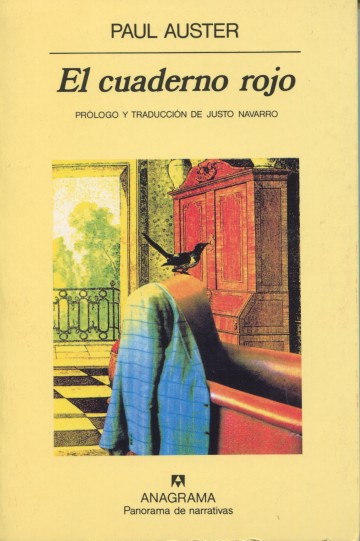 PAUL AUSTER
El cuaderno rojo
PRÓLOGO Y TRADUCCIÓN DE JUSTO NAVARRO
ANAGRAMA
Panorama de narrativas